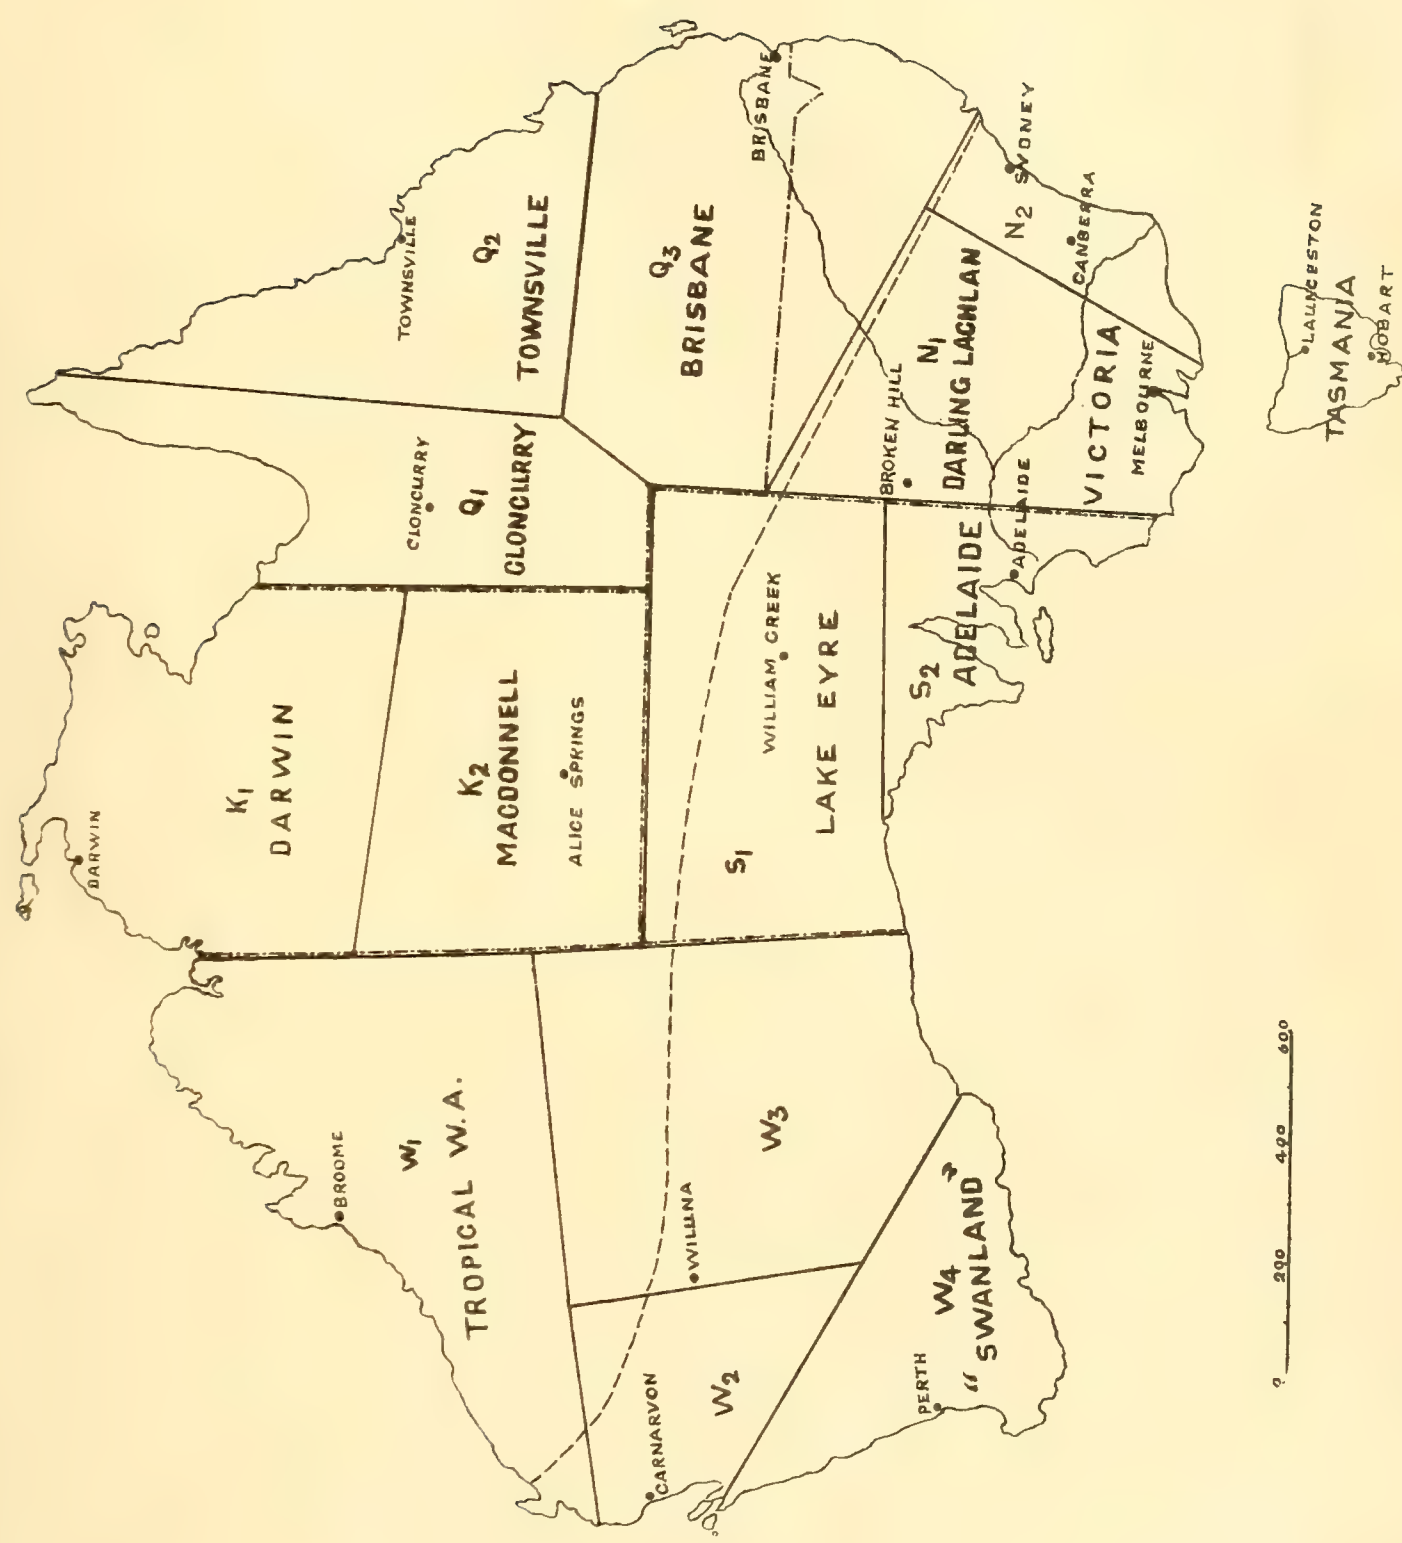 DARWIN
K1
DARWIN
K2
MACDONNELL
ALICE SPRINGS
BROOME
W1
TROPICAL W.A.
CARNARVON
W2
WILUNA
W3
PERTH
W4
"SWANLAND"
S1
WILLIAM CREEK
LAKE EYRE
S2
ADELAIDE
ADELAIDE
CLONCURRY
Q1
CLONCURRY
TOWNSVILLE
Q2
TOWNSVILLE
Q3
BRISBANE
BRISBANE
BROKEN HILL
N1
DARLING LACHLAN
N2
SYDNEY
CANBERRA
VICTORIA
MELBOURNE
LAUNCESTON
TASMANIA
HOBART
200 400 600